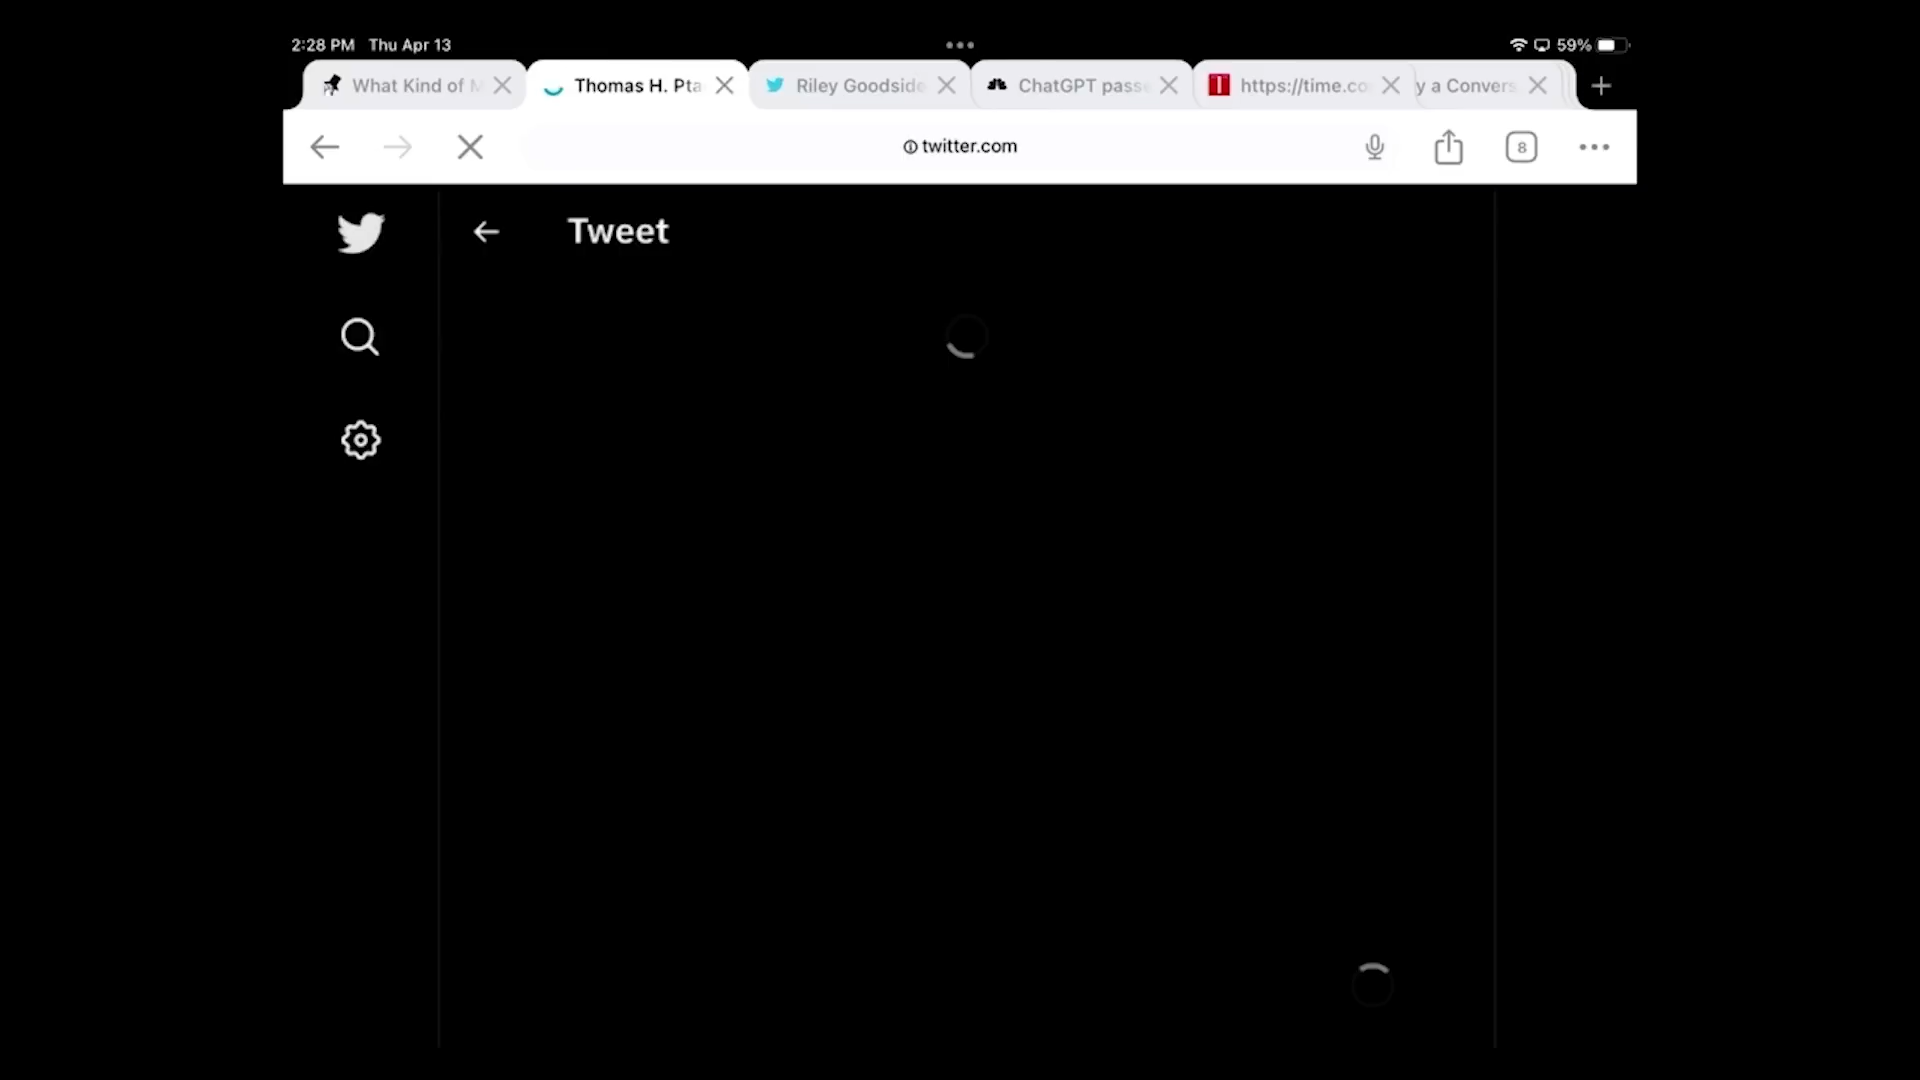 2:28 PM Thu Apr 13
59%
What Kind of
Thomas H. Pta
Riley Goodside
ChatGPT pass
https://time.co
y a Convers
twitter.com
8
Tweet